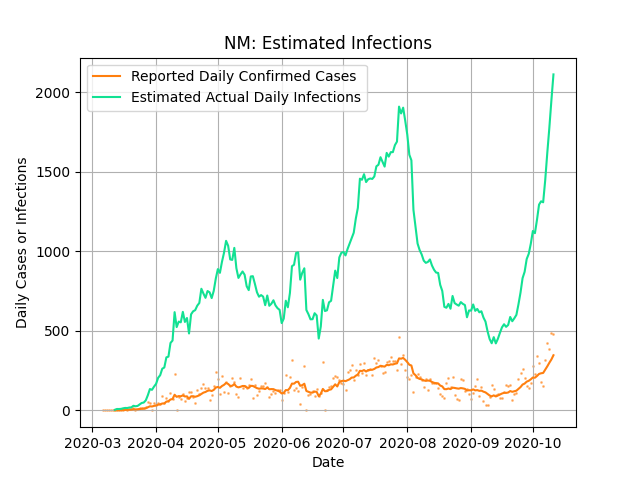 NM: Estimated Infections
Reported Daily Confirmed Cases
Estimated Actual Daily Infections
Daily Cases or Infections
2000
1500
1000
500
0
2020-03 2020-04 2020-05 2020-06 2020-07 2020-08 2020-09 2020-10
Date